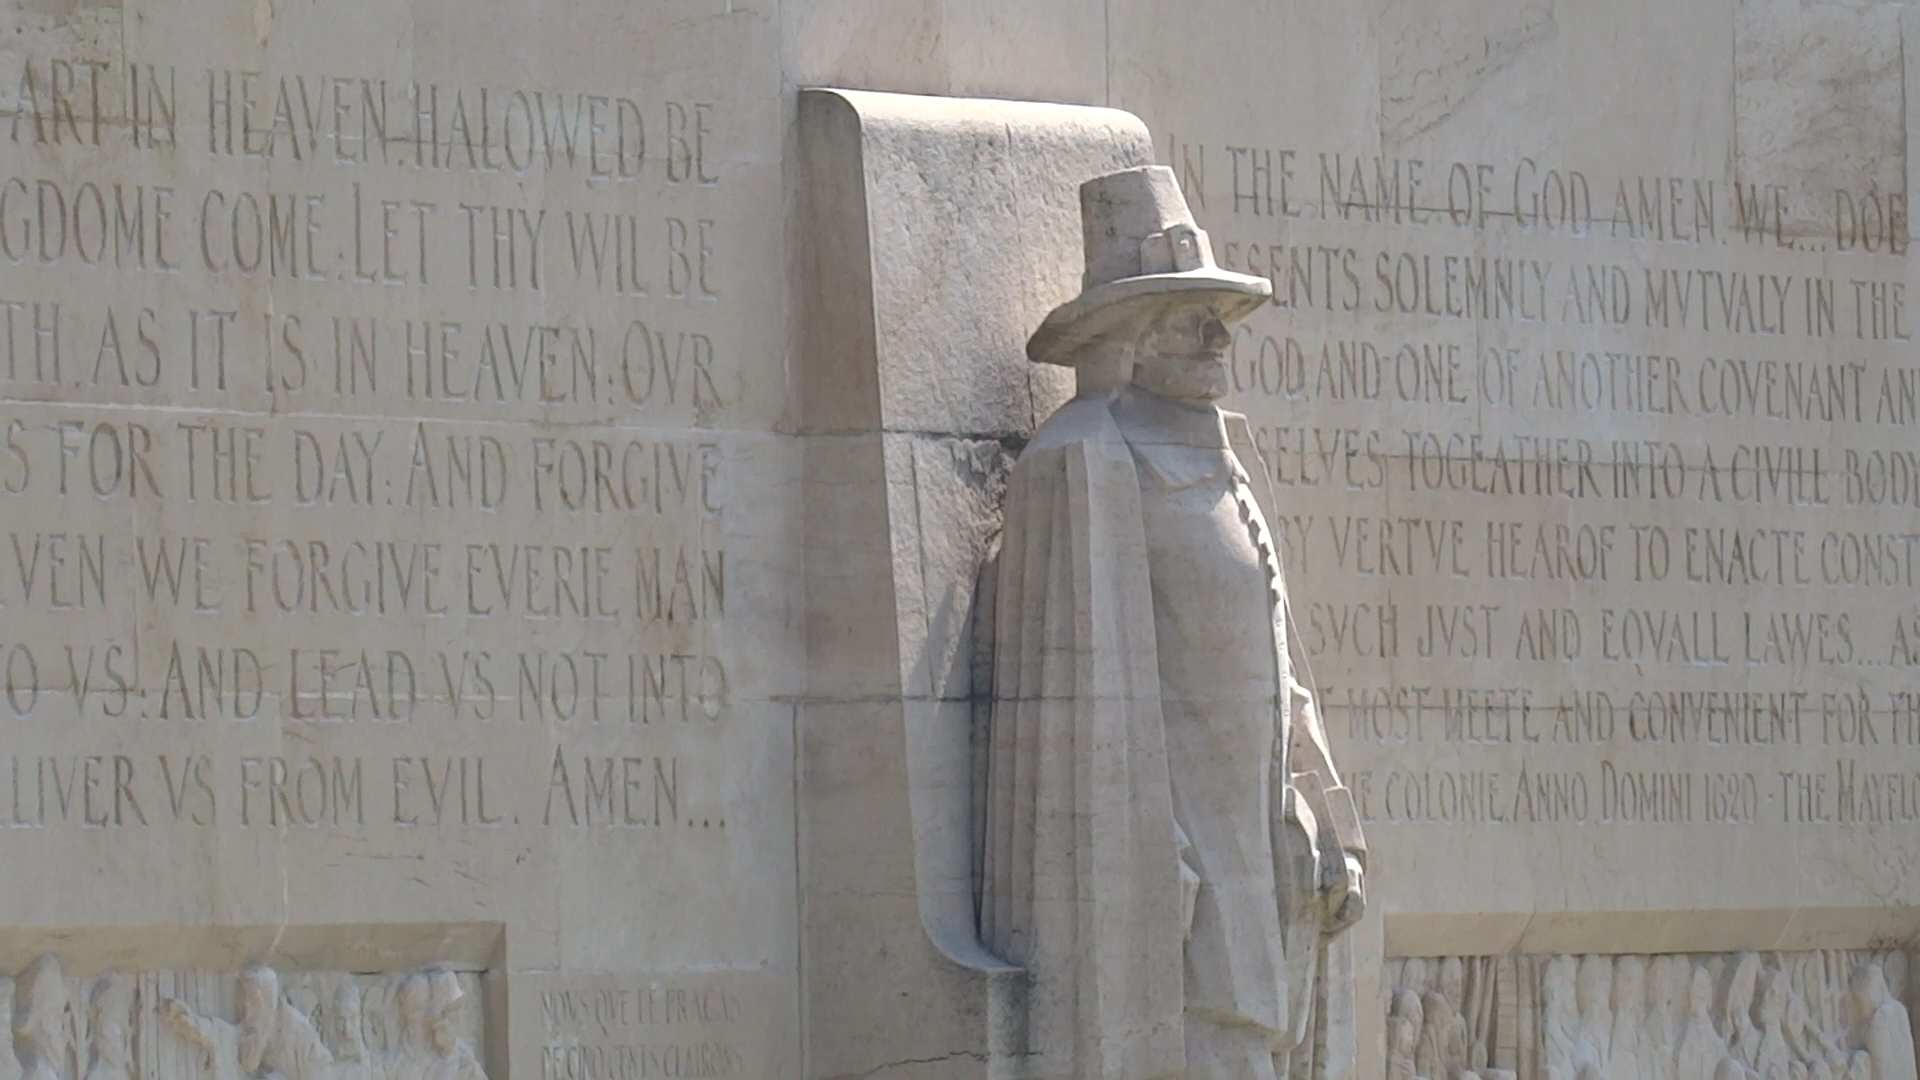 ART IN HEAVEN, HALOWED BE
GDOME COME: LET THY WIL BE
TH, AS IT IS IN HEAVEN: OVR
S FOR THE DAY: AND FORGIVE
VEN WE FORGIVE EVERIE MAN
O VS: AND LEAD VS NOT INTO
LIVER VS FROM EVIL. AMEN...
NOVS QVE LE FRACAS
DE CINQ CENTS CLAIRONS
IN THE NAME OF GOD AMEN. WE... DOE
ESENTS SOLEMNLY AND MVTVALY IN THE
GOD, AND ONE OF ANOTHER COVENANT AN
SELVES TOGEATHER INTO A CIVILL BODY
BY VERTVE HEAROF TO ENACTE CONST
SVCH JVST AND EQVALL LAWES... AS
T MOST MEETE AND CONVENIENT FOR TH
E COLONIE. ANNO DOMINI 1620 - THE MAYFLO